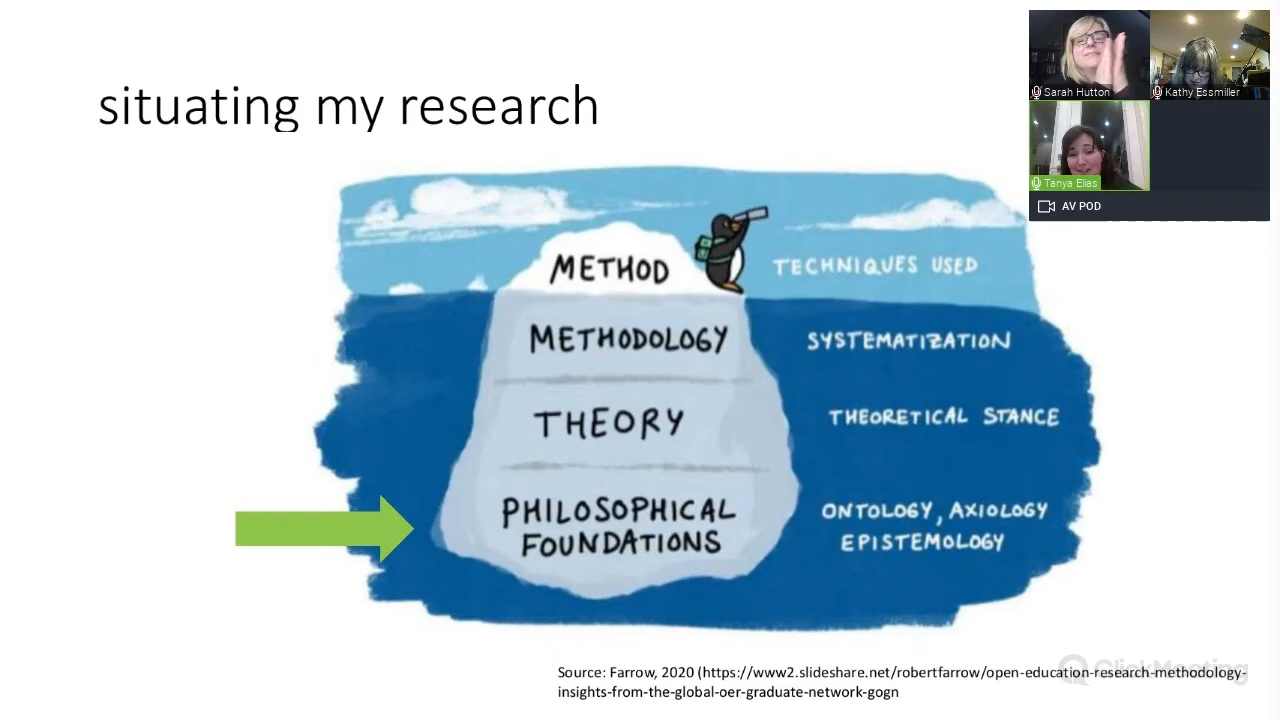 situating my research
Sarah Hutton
Kathy Essmiller
Tanya Elias
AV POD
METHOD
TECHNIQUES USED
METHODOLOGY
SYSTEMATIZATION
THEORY
THEORETICAL STANCE
PHILOSOPHICAL
FOUNDATIONS
ONTOLOGY, AXIOLOGY
EPISTEMOLOGY
Source: Farrow, 2020 (https://www2.slideshare.net/robertfarrow/open-education-research-methodology-
insights-from-the-global-oer-graduate-network-gogn
ClickMeeting